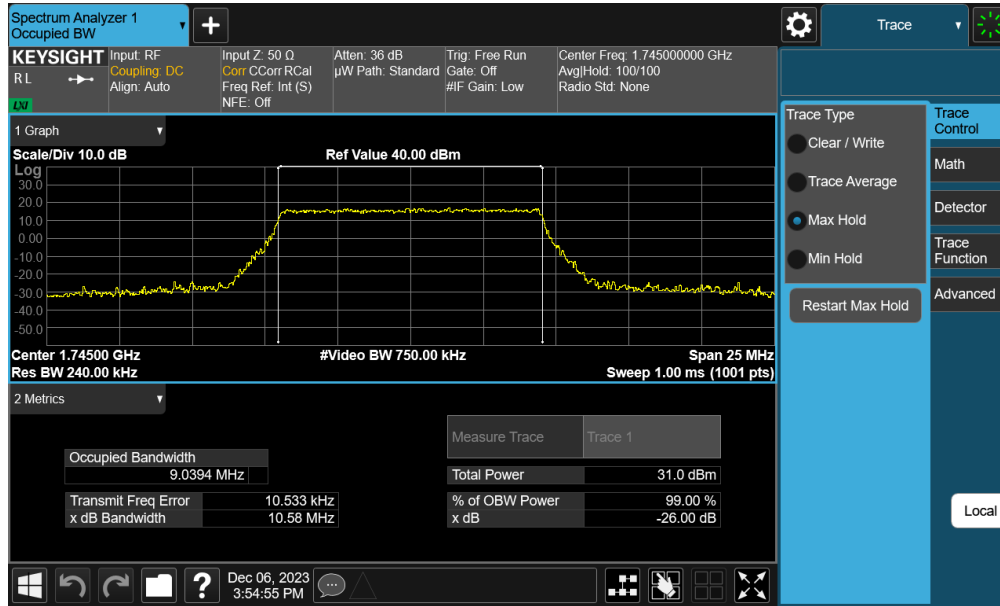 Spectrum Analyzer 1
Occupied BW
Trace
KEYSIGHT
R L
LXI
Input: RF
Coupling: DC
Align: Auto
Input Z: 50 Ω
Corr CCorr RCal
Freq Ref: Int (S)
NFE: Off
Atten: 36 dB
µW Path: Standard
Trig: Free Run
Gate: Off
#IF Gain: Low
Center Freq: 1.745000000 GHz
Avg|Hold: 100/100
Radio Std: None
1 Graph
Scale/Div 10.0 dB
Ref Value 40.00 dBm
Log
30.0
20.0
10.0
0.00
-10.0
-20.0
-30.0
-40.0
-50.0
Center 1.74500 GHz
#Video BW 750.00 kHz
Span 25 MHz
Res BW 240.00 kHz
Sweep 1.00 ms (1001 pts)
2 Metrics
Measure Trace
Trace 1
Occupied Bandwidth
9.0394 MHz
Total Power
31.0 dBm
Transmit Freq Error
10.533 kHz
% of OBW Power
99.00 %
x dB Bandwidth
10.58 MHz
x dB
-26.00 dB
Trace Type
Clear / Write
Trace Average
Max Hold
Min Hold
Restart Max Hold
Trace
Control
Math
Detector
Trace
Function
Advanced
Local
?
Dec 06, 2023
3:54:55 PM